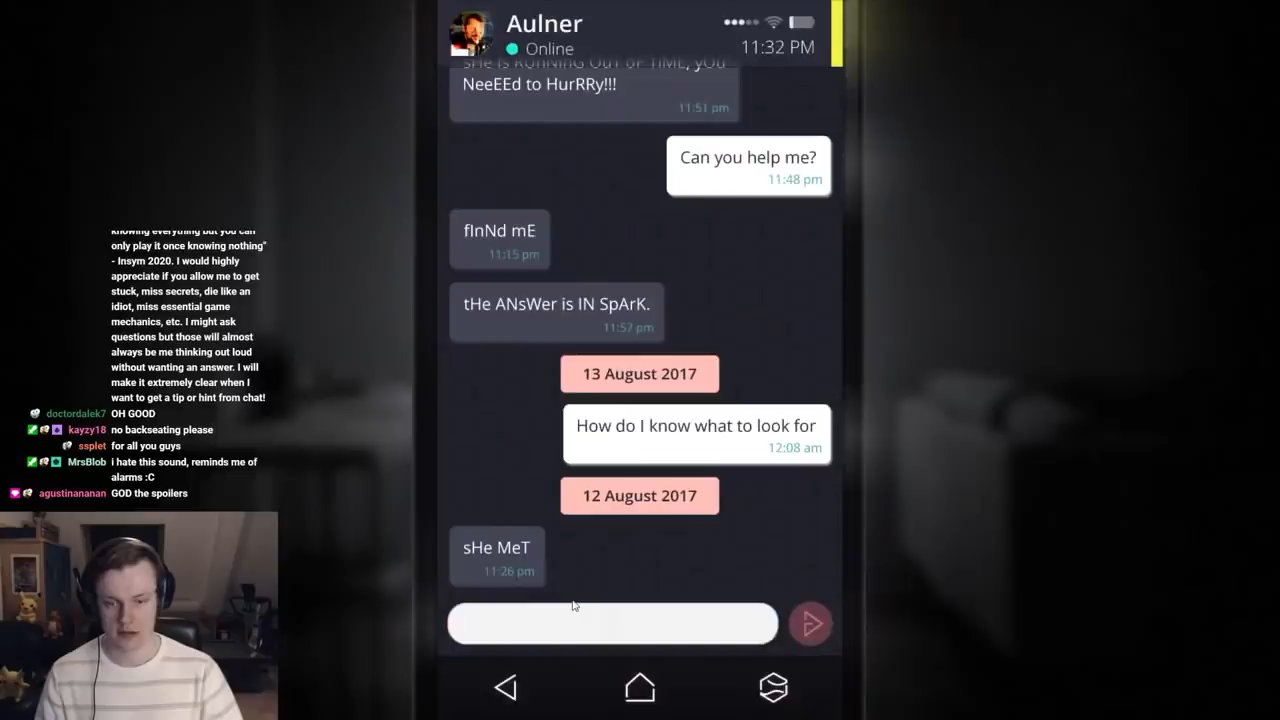 Aulner
Online
11:32 PM
sHe is RuNNiNg OuT oF TiME, yOu
NeeEEd to HurRRy!!!
11:51 pm
Can you help me?
11:48 pm
fInNd mE
11:15 pm
tHe ANsWer is IN SpArK.
11:57 pm
13 August 2017
How do I know what to look for
12:08 am
12 August 2017
sHe MeT
11:26 pm
knowing everything but you can
only play it once knowing nothing"
- Insym 2020. I would highly
appreciate if you allow me to get
stuck, miss secrets, die like an
idiot, miss essential game
mechanics, etc. I might ask
questions but those will almost
always be me thinking out loud
without wanting an answer. I will
make it extremely clear when I
want to get a tip or hint from chat!
doctordalek7 OH GOOD
kayzy18 no backseating please
ssplet for all you guys
MrsBlob i hate this sound, reminds me of
alarms :C
agustinananan GOD the spoilers